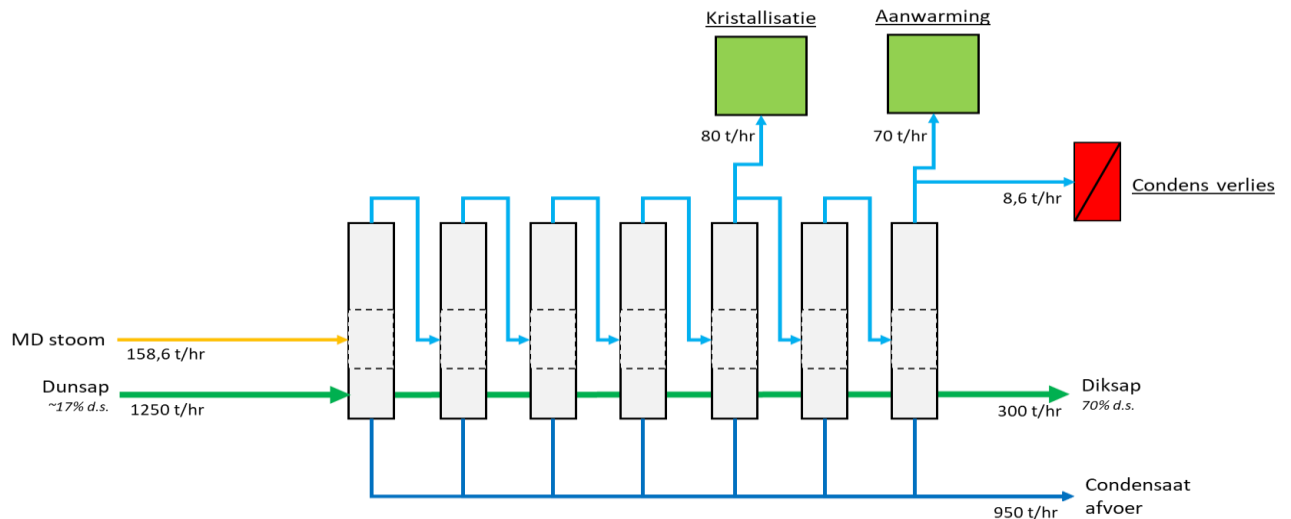 Kristallisatie
Aanwarming
80 t/hr
70 t/hr
Condens verlies
8,6 t/hr
MD stoom
158,6 t/hr
Dunsap
~17% d.s.
1250 t/hr
Diksap
70% d.s.
300 t/hr
Condensaat
afvoer
950 t/hr